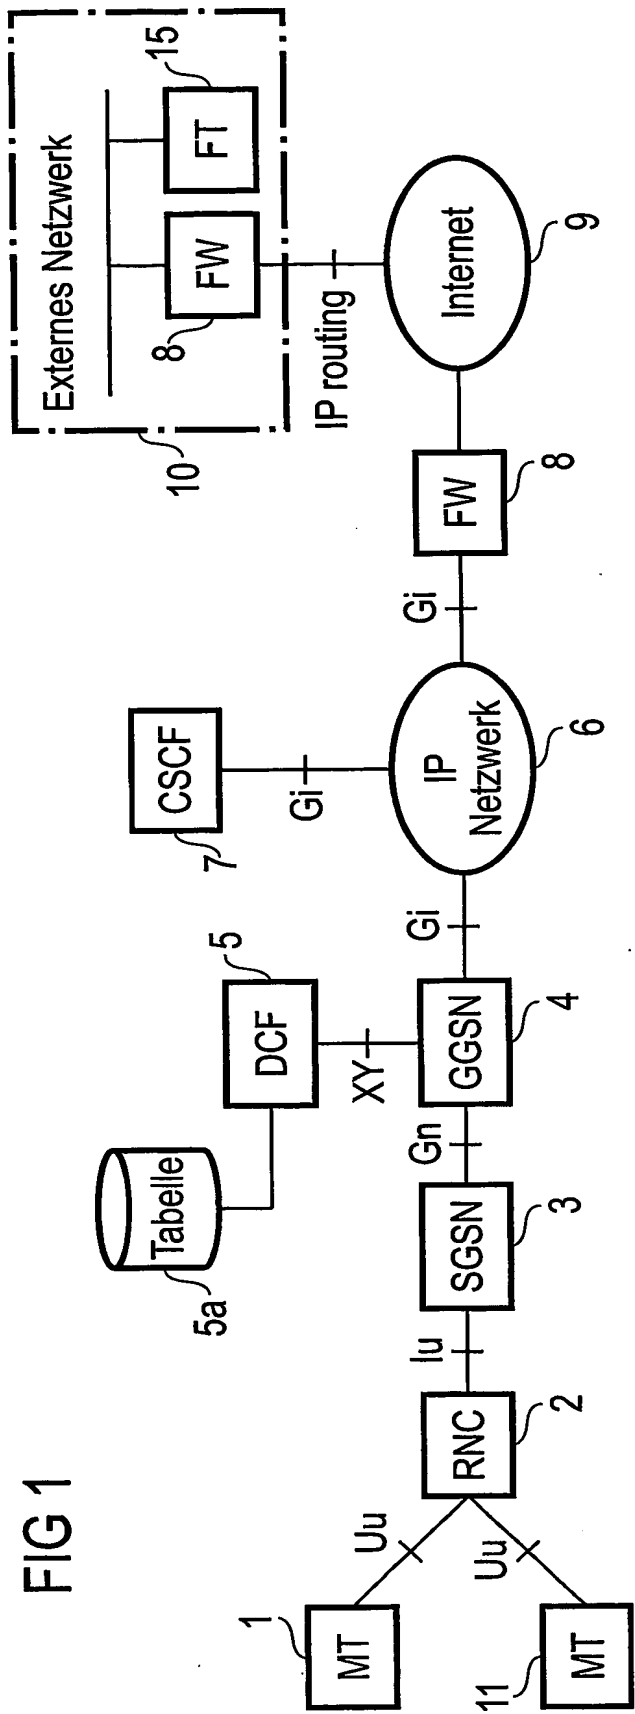 FIG 1
1
MT
Uu
11
MT
Uu
RNC
2
Iu
SGSN
3
Gn
GGSN
4
XY
DCF
5
Tabelle
5a
Gi
IP
Netzwerk
6
Gi
CSCF
7
Gi
FW
8
Internet
9
IP routing
Externes Netzwerk
10
FW
8
FT
15